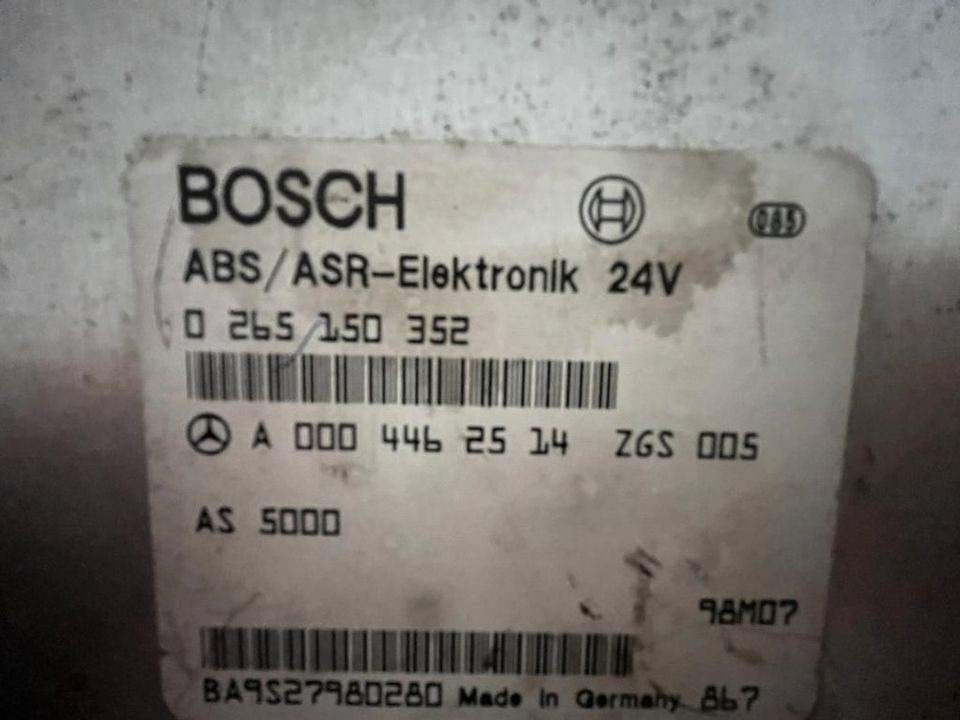 BOSCH
085
ABS/ASR-Elektronik 24V
0 265 150 352
A 000 446 25 14 ZGS 005
AS 5000
98M07
BA9S27980280 Made in Germany 867